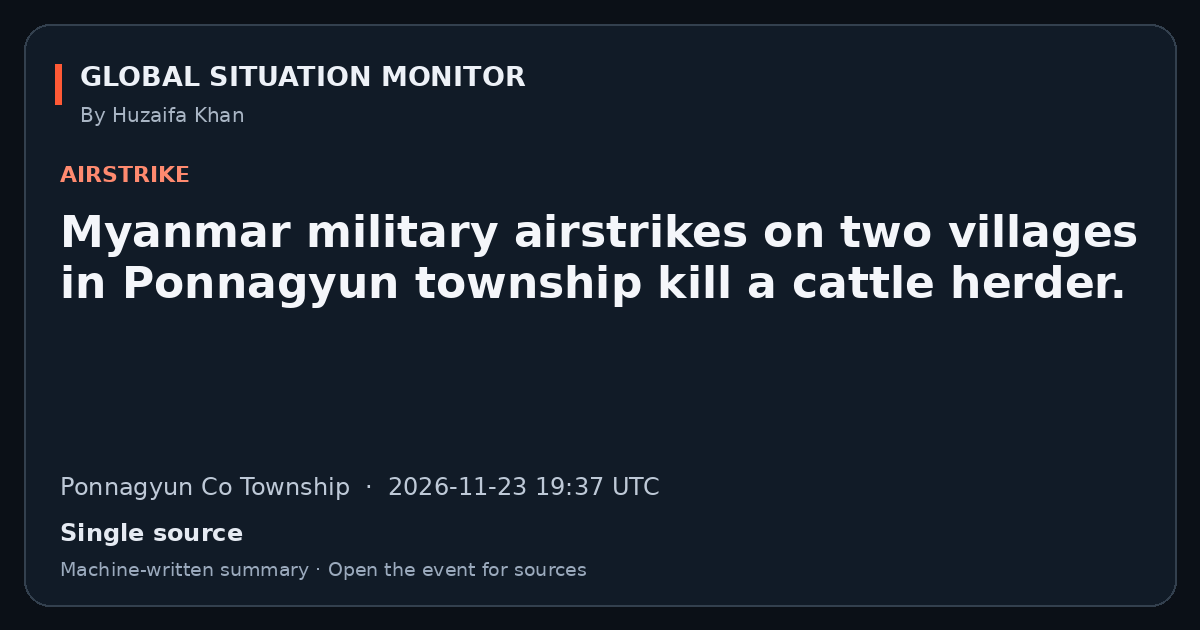 GLOBAL SITUATION MONITOR
By Huzaifa Khan
AIRSTRIKE
Myanmar military airstrikes on two villages
in Ponnagyun township kill a cattle herder.
Ponnagyun Co Township · 2026-11-23 19:37 UTC
Single source
Machine-written summary · Open the event for sources